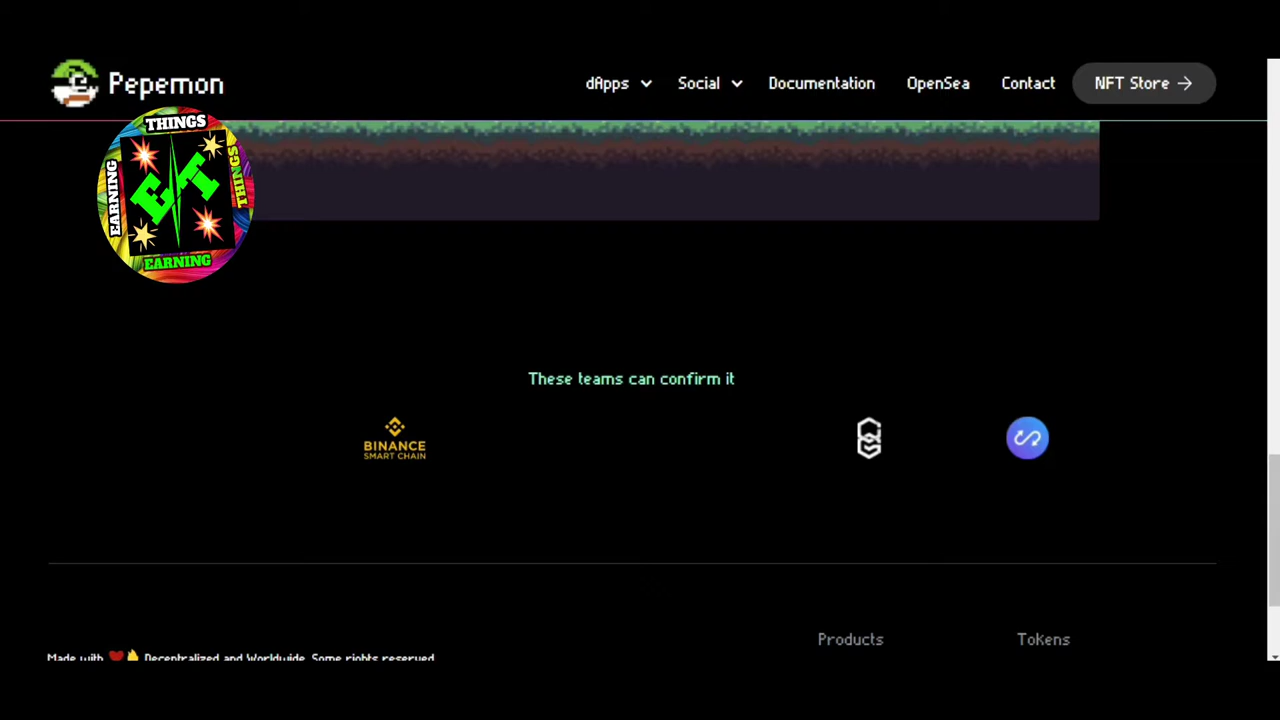 Pepemon
dApps Social Documentation OpenSea Contact NFT Store
THINGS
EARNING
ET
THINGS
EARNING
These teams can confirm it
BINANCE
SMART CHAIN
Products Tokens
Made with Decentralized and Worldwide. Some rights reserved